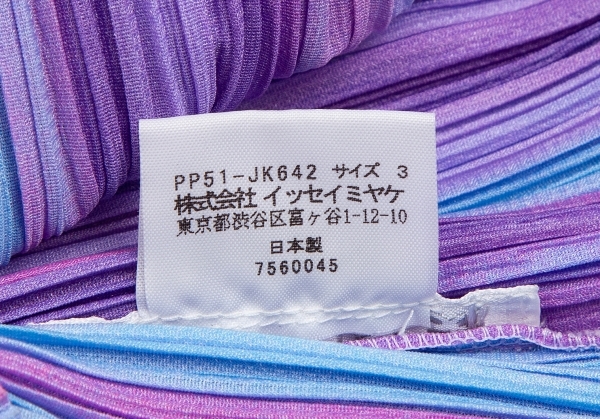 PP51-JK642 サイズ 3
株式会社 イッセイミヤケ
東京都渋谷区富ヶ谷1-12-10
日本製
7560045